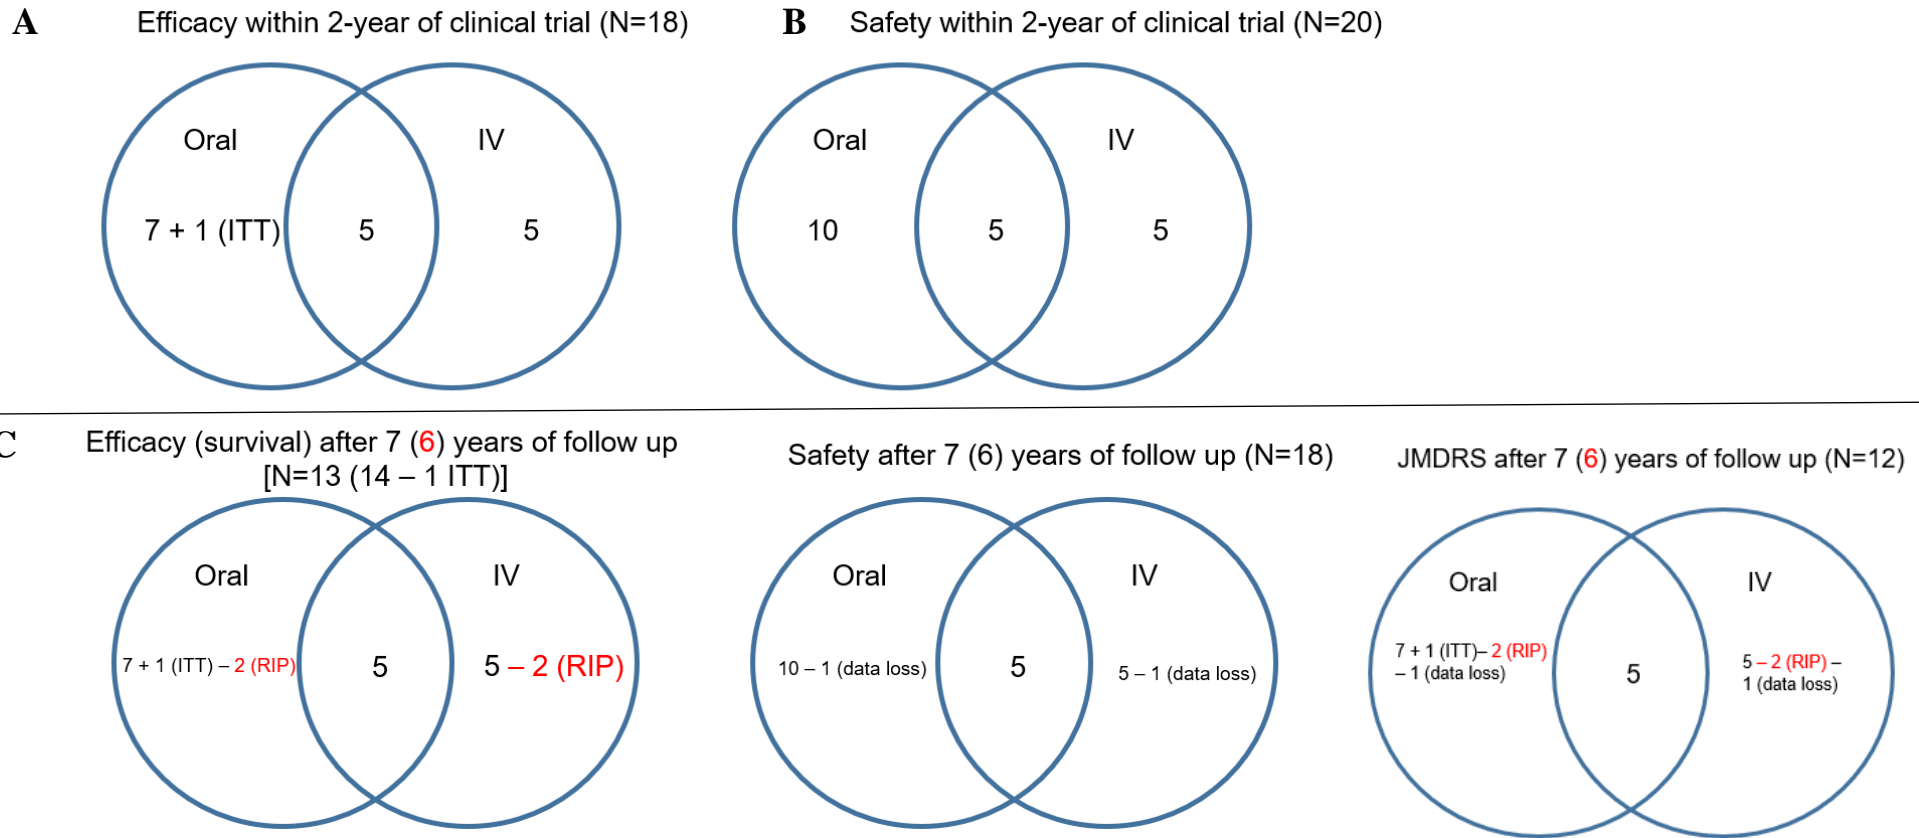 A
Efficacy within 2-year of clinical trial (N=18)
Oral
IV
7 + 1 (ITT)
5
5
B
Safety within 2-year of clinical trial (N=20)
Oral
IV
10
5
5
C
Efficacy (survival) after 7 (6) years of follow up
[N=13 (14 – 1 ITT)]
Oral
IV
7 + 1 (ITT) – 2 (RIP)
5
5 – 2 (RIP)
Safety after 7 (6) years of follow up (N=18)
Oral
IV
10 – 1 (data loss)
5
5 – 1 (data loss)
JMDRS after 7 (6) years of follow up (N=12)
Oral
IV
7 + 1 (ITT)– 2 (RIP)
– 1 (data loss)
5
5 – 2 (RIP) –
1 (data loss)